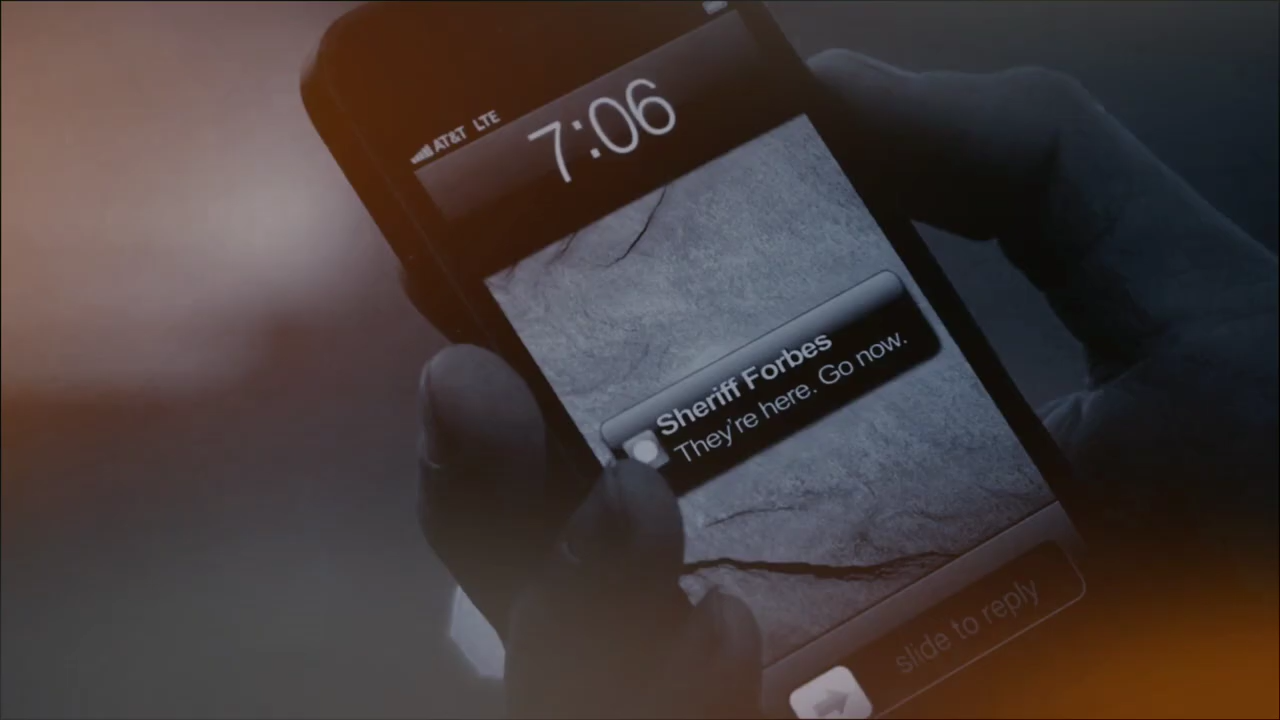 AT&T LTE
7:06
Sheriff Forbes
They're here. Go now.
slide to reply